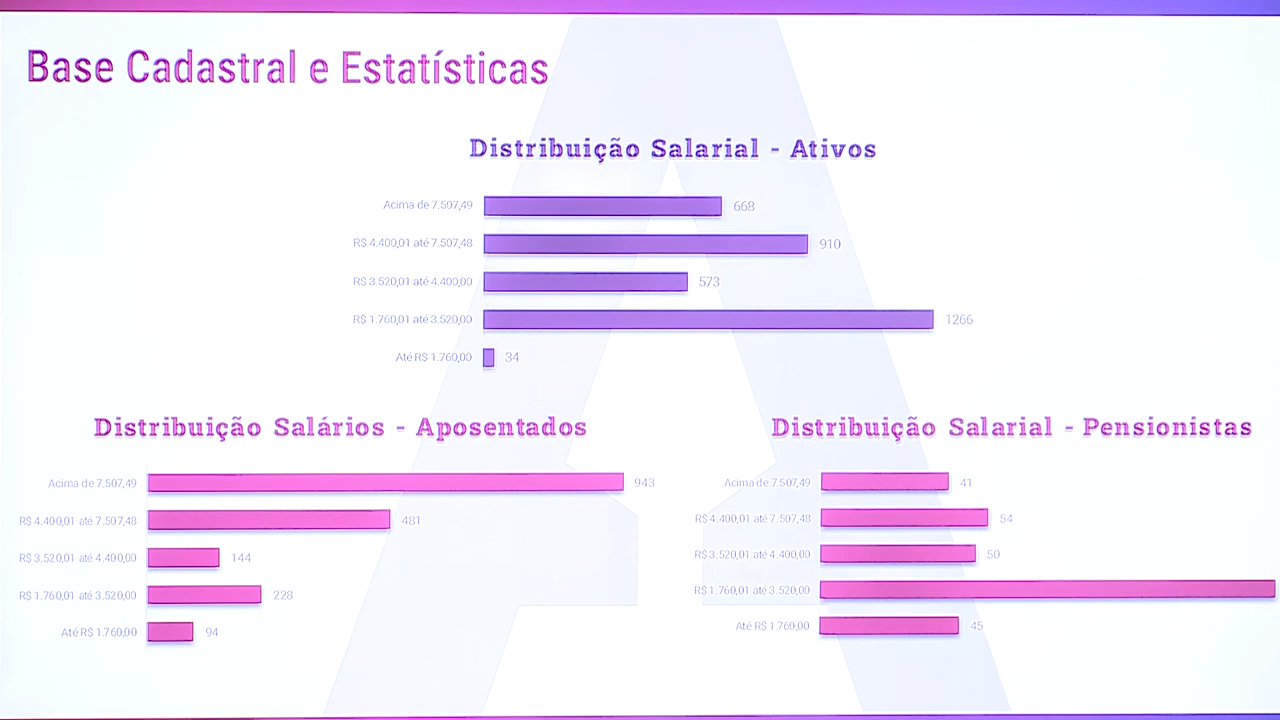 Base Cadastral e Estatísticas
Distribuição Salarial - Ativos
Acima de 7.507,49 668
R$ 4.400,01 até 7.507,48 910
R$ 3.520,01 até 4.400,00 573
R$ 1.760,01 até 3.520,00 1266
Até R$ 1.760,00 34
Distribuição Salários - Aposentados
Acima de 7.507,49 943
R$ 4.400,01 até 7.507,48 481
R$ 3.520,01 até 4.400,00 144
R$ 1.760,01 até 3.520,00 228
Até R$ 1.760,00 94
Distribuição Salarial - Pensionistas
Acima de 7.507,49 41
R$ 4.400,01 até 7.507,48 54
R$ 3.520,01 até 4.400,00 50
R$ 1.760,01 até 3.520,00
Até R$ 1.760,00 45